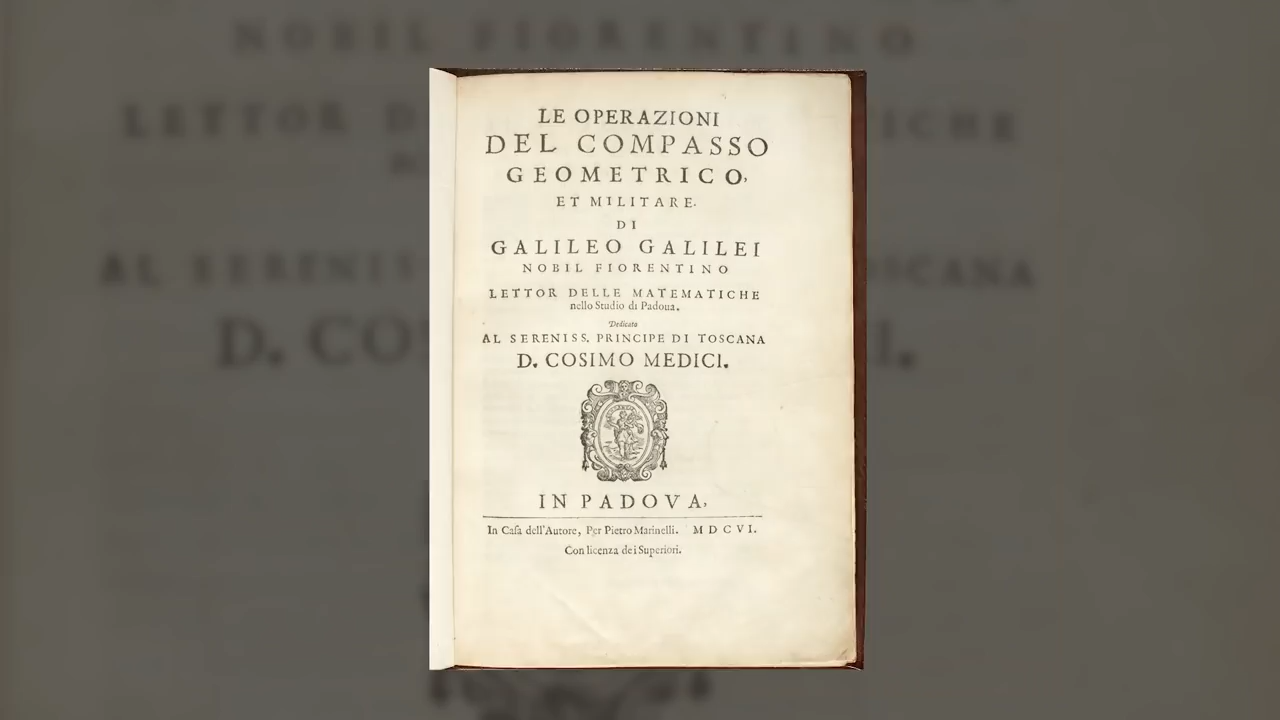 LE OPERAZIONI
DEL COMPASSO
GEOMETRICO,
ET MILITARE.
DI
GALILEO GALILEI
NOBIL FIORENTINO
LETTOR DELLE MATEMATICHE
nello Studio di Padoua.
Dedicato
AL SERENISS. PRINCIPE DI TOSCANA
D. COSIMO MEDICI.
IN PADOVA,
In Casa dell'Autore, Per Pietro Marinelli. MDCVI.
Con licenza de i Superiori.